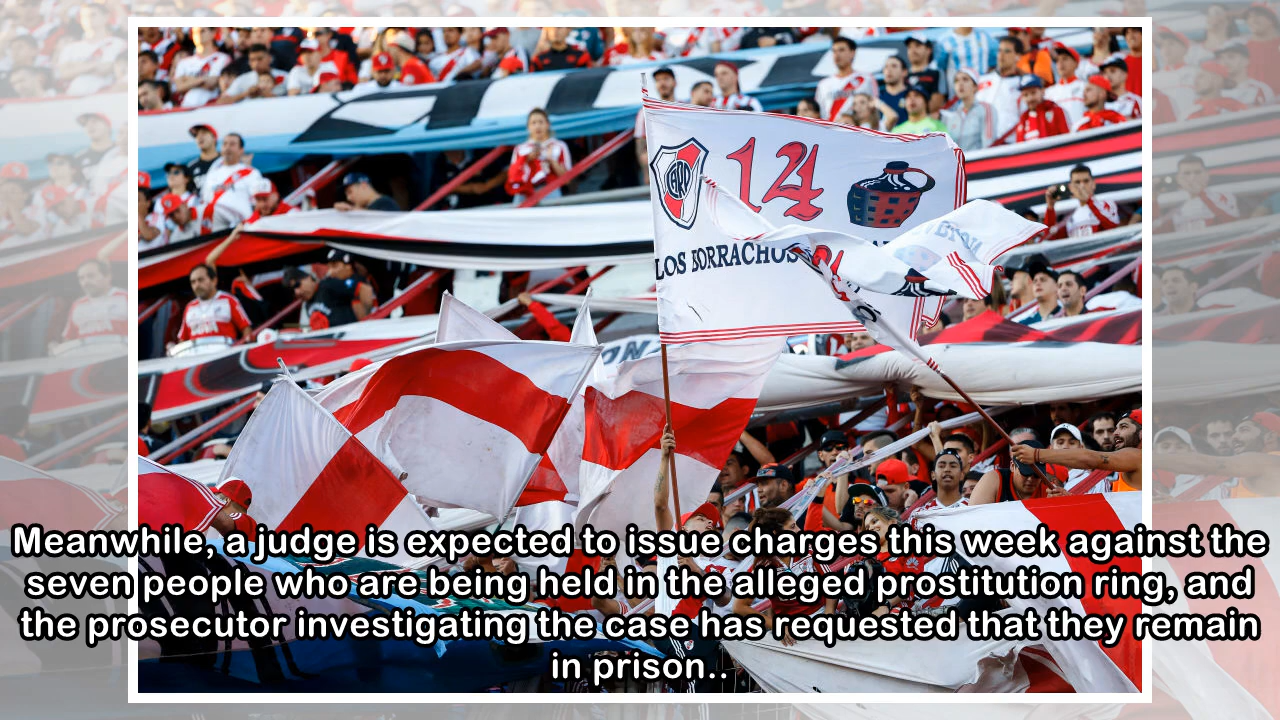 14
CARP
LOS BORRACHOS
Meanwhile, a judge is expected to issue charges this week against the
seven people who are being held in the alleged prostitution ring, and
the prosecutor investigating the case has requested that they remain
in prison..